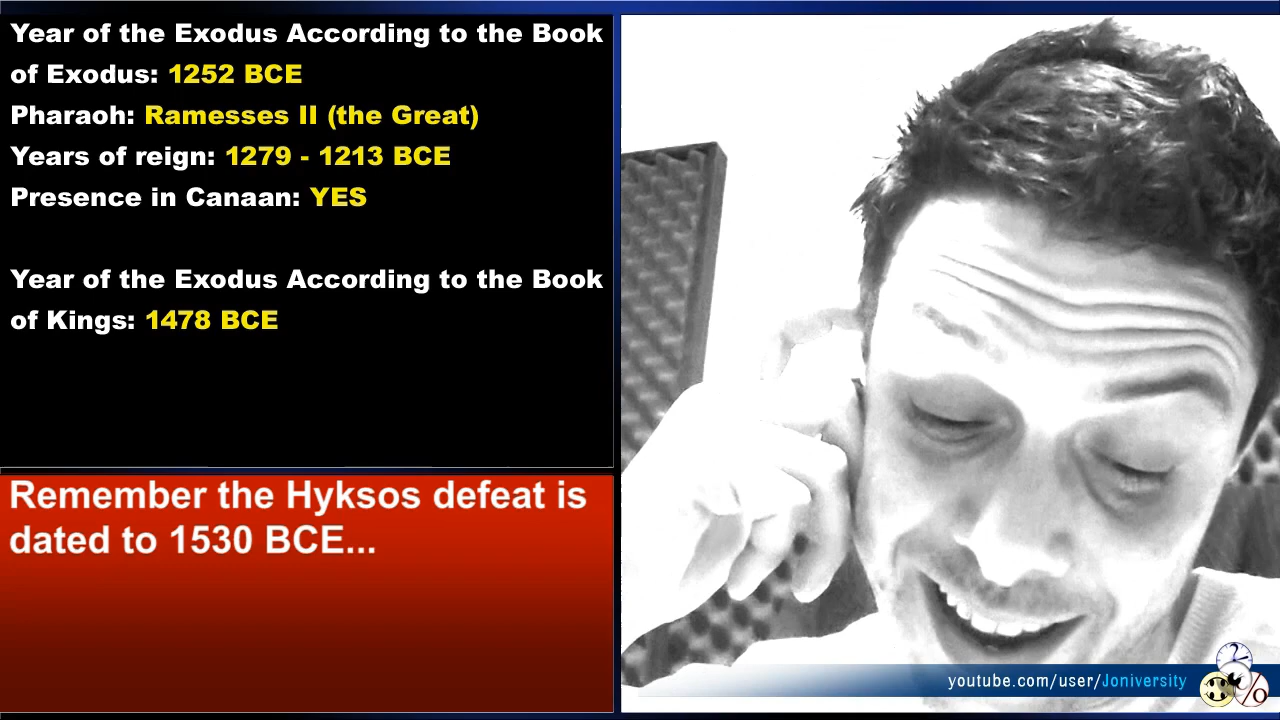 Year of the Exodus According to the Book
of Exodus: 1252 BCE
Pharaoh: Ramesses II (the Great)
Years of reign: 1279 - 1213 BCE
Presence in Canaan: YES
Year of the Exodus According to the Book
of Kings: 1478 BCE
Remember the Hyksos defeat is
dated to 1530 BCE...
youtube.com/user/Joniversity